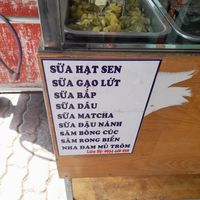 SỮA HẠT SEN
SỮA GẠO LỨT
SỮA BẮP
SỮA DÂU
SỮA MATCHA
SỮA ĐẬU NÀNH
SÂM BÔNG CÚC
SÂM RONG BIỂN
NHA ĐAM MỦ TRÔM